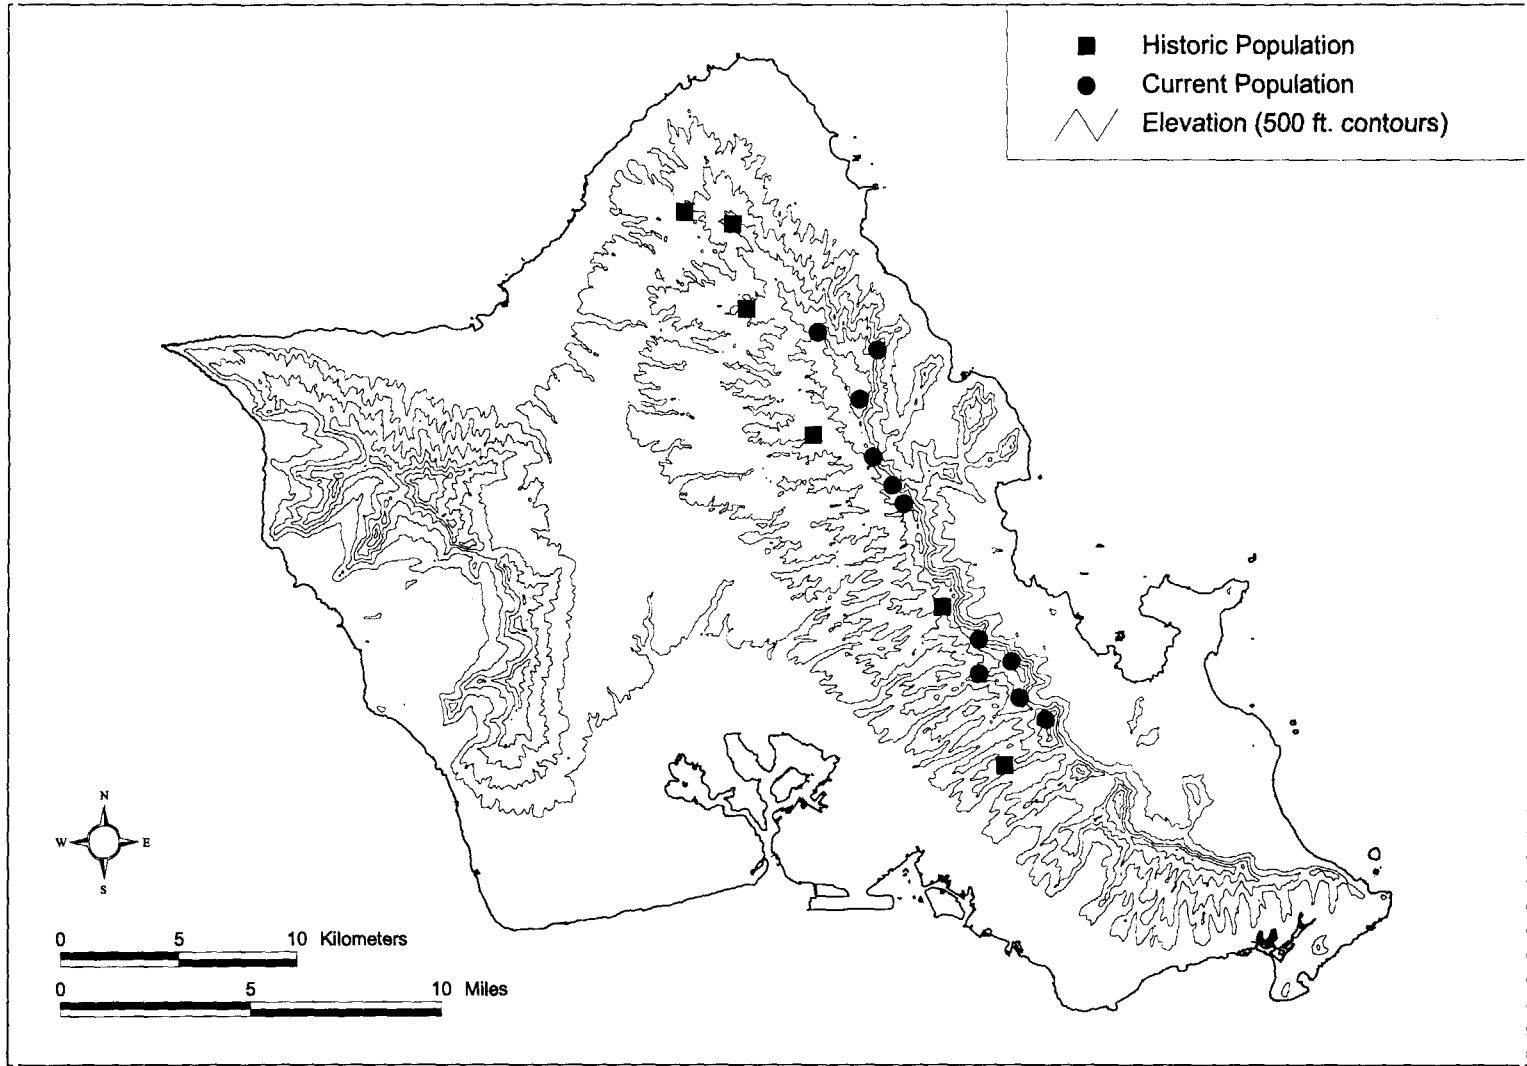 Historic Population
Current Population
Elevation (500 ft. contours)
N
W E
S
0 5 10 Kilometers
0 5 10 Miles